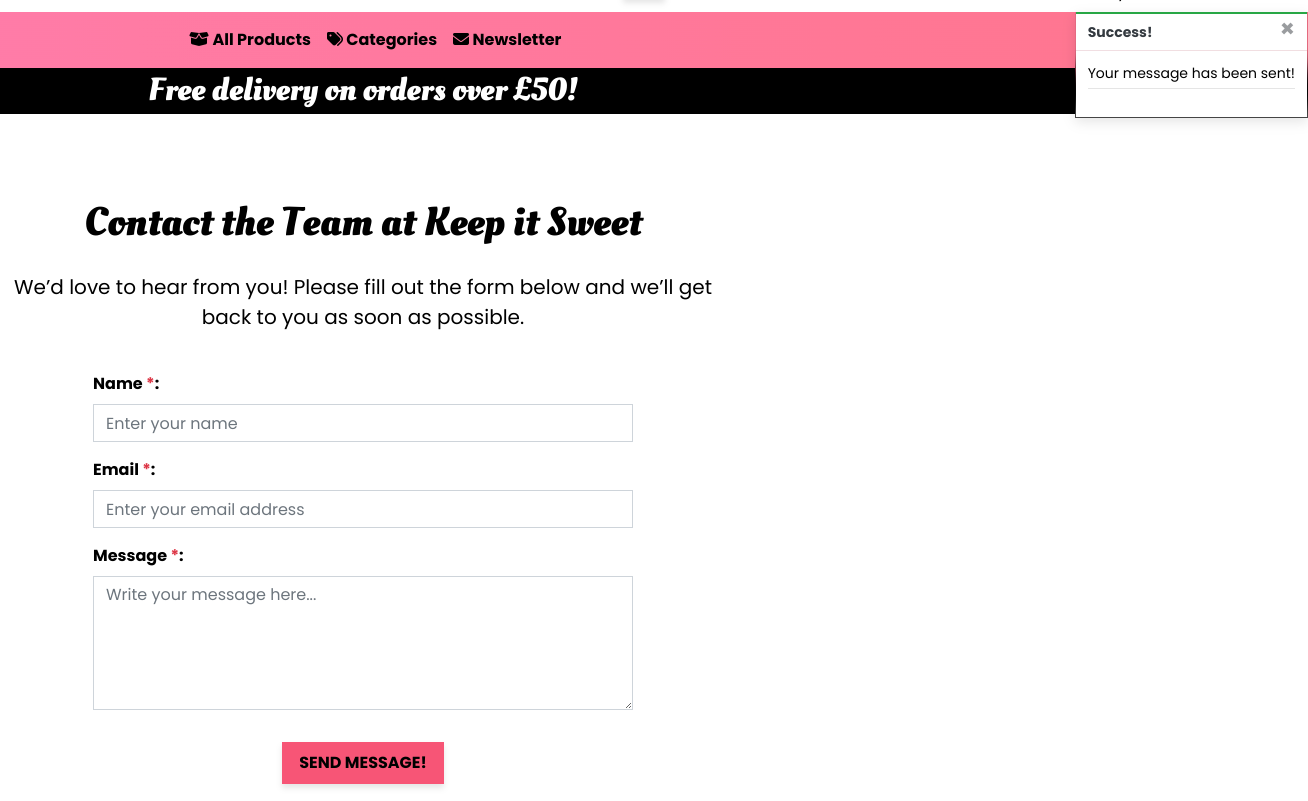 All Products Categories Newsletter
Success!
Your message has been sent!
Free delivery on orders over £50!
Contact the Team at Keep it Sweet
We’d love to hear from you! Please fill out the form below and we’ll get
back to you as soon as possible.
Name *:
Enter your name
Email *:
Enter your email address
Message *:
Write your message here...
SEND MESSAGE!